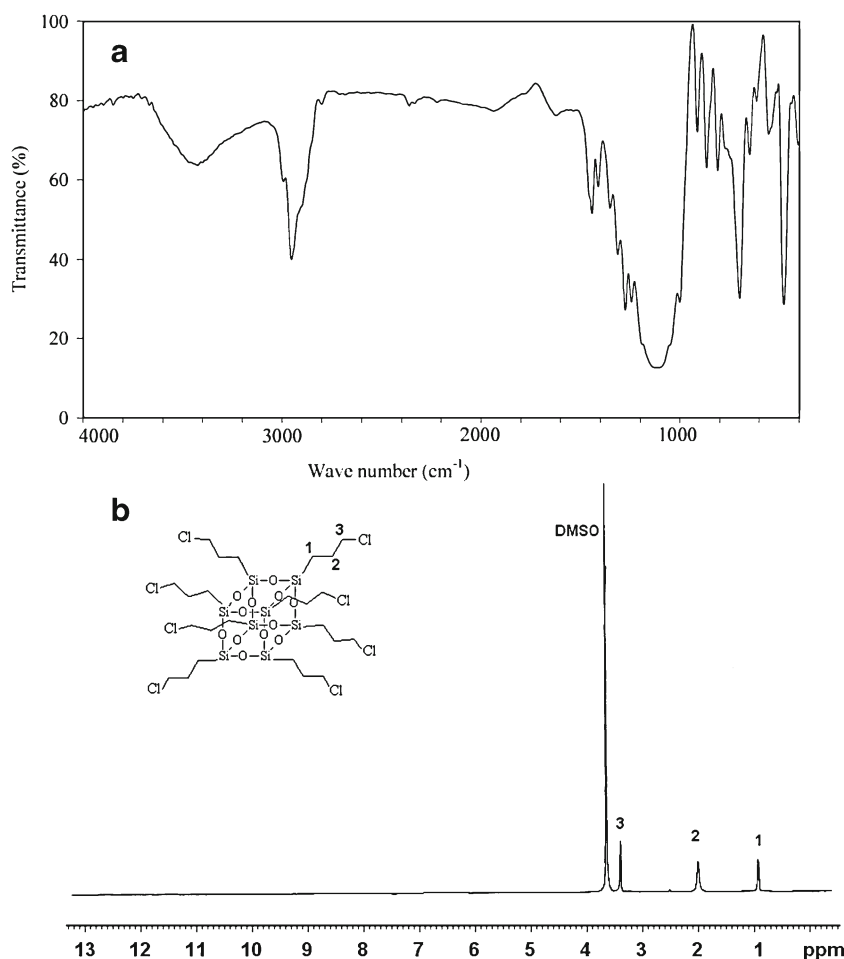 100
a
80
60
40
20
0
Transmittance (%)
4000 3000 2000 1000
Wave number (cm-1)
b
DMSO
3
Cl 1 Cl
2
Si-O-Si
O O
Cl O O Cl
Si-O-Si
Cl Si-O-Si
O O O O Cl
Si-O-Si
Cl Cl
3 2 1
13 12 11 10 9 8 7 6 5 4 3 2 1 ppm